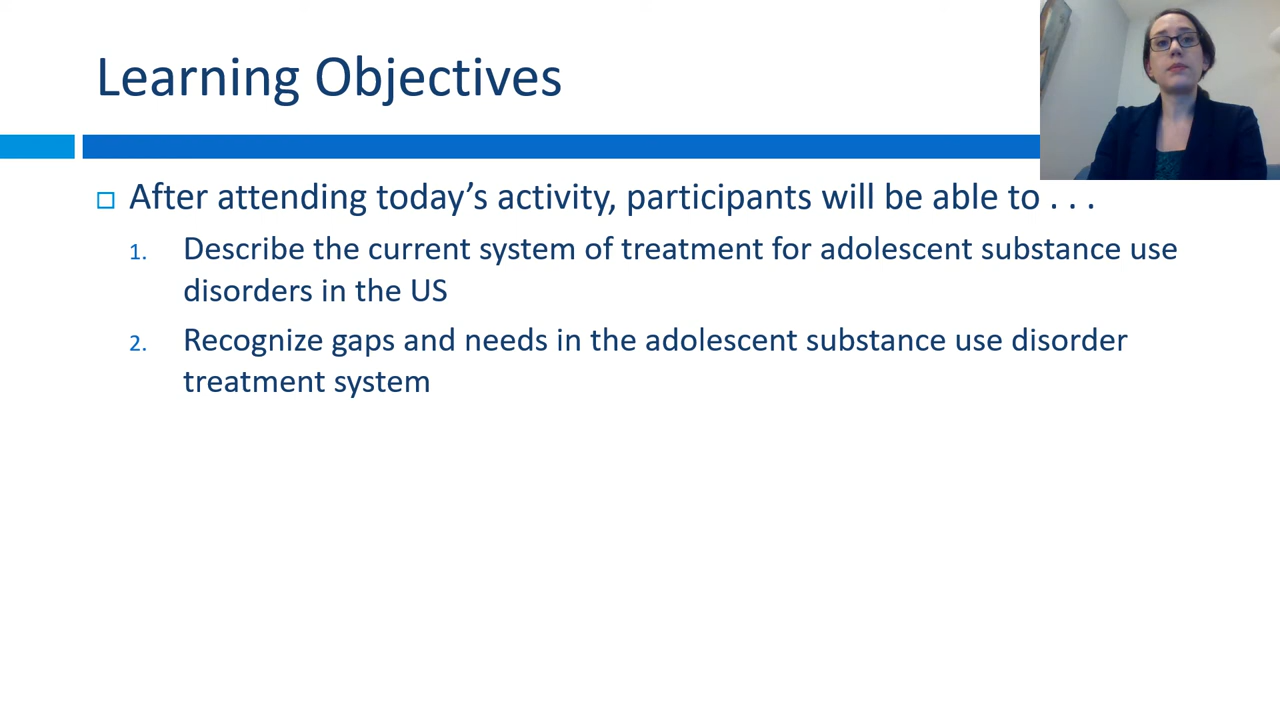 Learning Objectives
After attending today’s activity, participants will be able to . . .
1. Describe the current system of treatment for adolescent substance use
disorders in the US
2. Recognize gaps and needs in the adolescent substance use disorder
treatment system